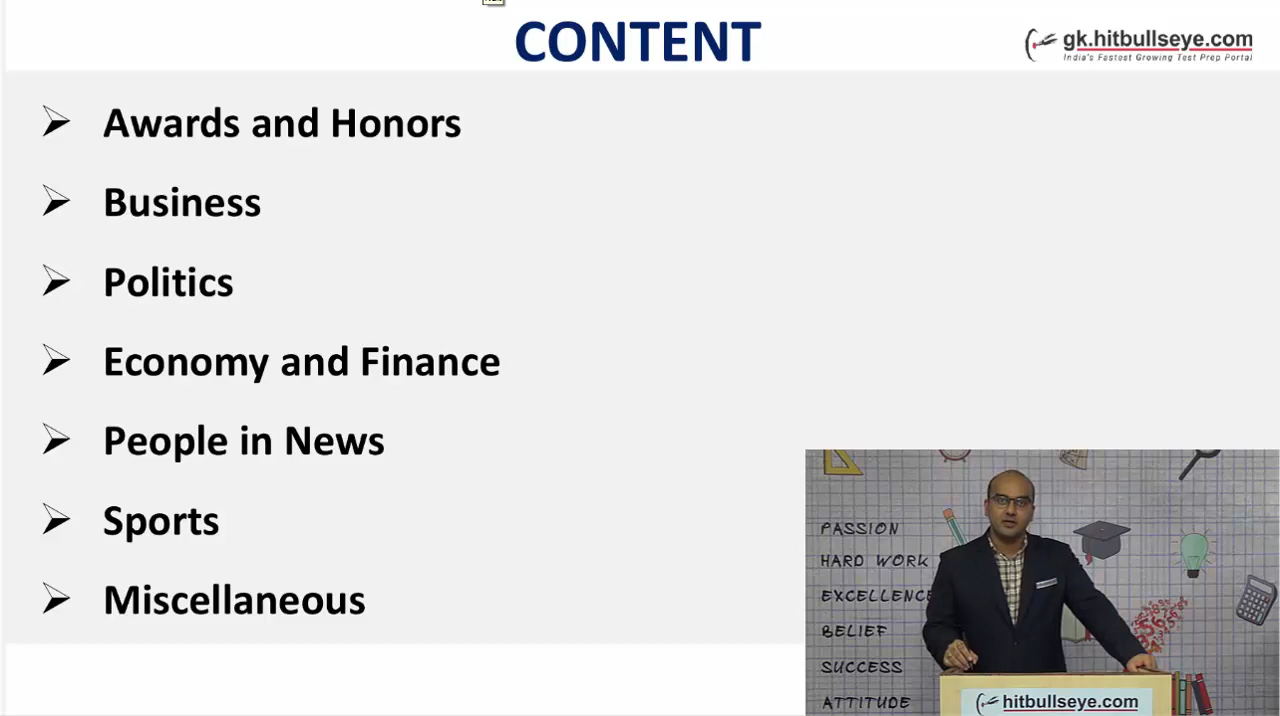 CONTENT
gk.hitbullseye.com
India's Fastest Growing Test Prep Portal
Awards and Honors
Business
Politics
Economy and Finance
People in News
Sports
Miscellaneous
PASSION
HARD WORK
EXCELLENCE
BELIEF
SUCCESS
ATTITUDE
hitbullseye.com